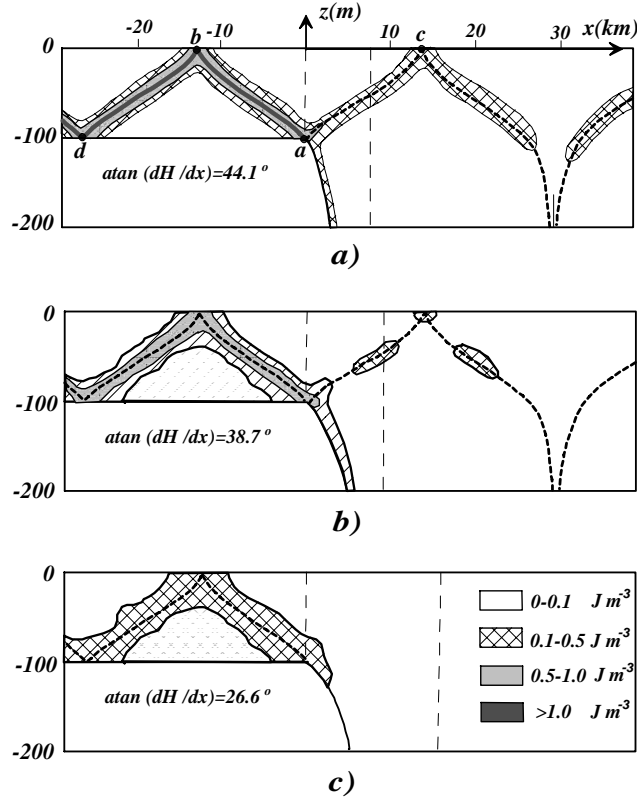 z(m)
-20 -10 10 20 30 x(km)
0 b c
-100 d a
atan (dH /dx)=44.1 º
-200
a)
0
-100
atan (dH /dx)=38.7 º
-200
b)
0
-100
atan (dH /dx)=26.6 º
-200
0-0.1 J m⁻³
0.1-0.5 J m⁻³
0.5-1.0 J m⁻³
>1.0 J m⁻³
c)